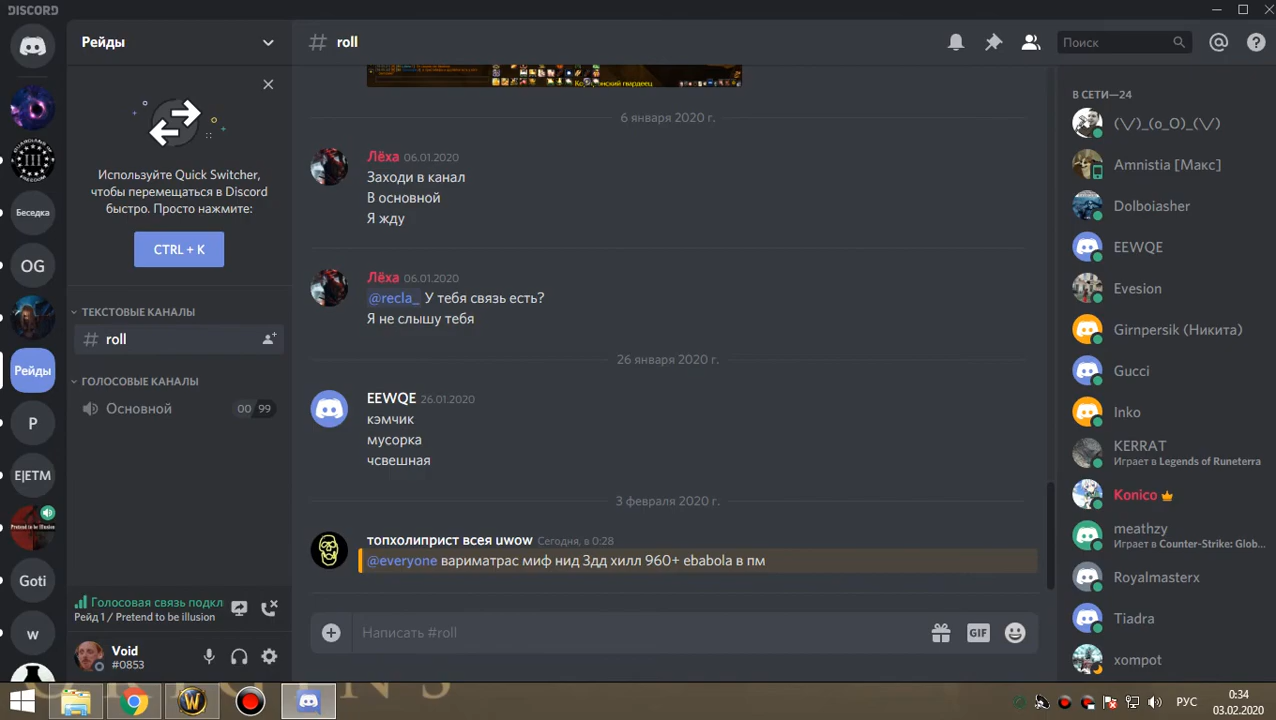 DISCORD
Рейды
roll
Поиск
Используйте Quick Switcher,
чтобы перемещаться в Discord
быстро. Просто нажмите:
CTRL + K
ТЕКСТОВЫЕ КАНАЛЫ
roll
ГОЛОСОВЫЕ КАНАЛЫ
Основной
00 99
III
Беседка
OG
Рейды
P
E|ETM
Pretend to be illusion
Goti
w
Голосовая связь подкл
Рейд 1 / Pretend to be illusion
Void
#0853
6 января 2020 г.
Лёха 06.01.2020
Заходи в канал
В основной
Я жду
Лёха 06.01.2020
@recla_ У тебя связь есть?
Я не слышу тебя
26 января 2020 г.
EEWQE 26.01.2020
кэмчик
мусорка
чсвешная
3 февраля 2020 г.
топхолиприст всея uwow Сегодня, в 0:28
@everyone вариматрас миф нид 3дд хилл 960+ ebabola в пм
Написать #roll
GIF
В СЕТИ—24
(\/)_(o_O)_(\/)
Amnistia [Макс]
Dolboiasher
EEWQE
Evesion
Girnpersik (Никита)
Gucci
Inko
KERRAT
Играет в Legends of Runeterra
Konico
meathzy
Играет в Counter-Strike: Glob...
Royalmasterx
Tiadra
xompot
РУС
0:34
03.02.2020